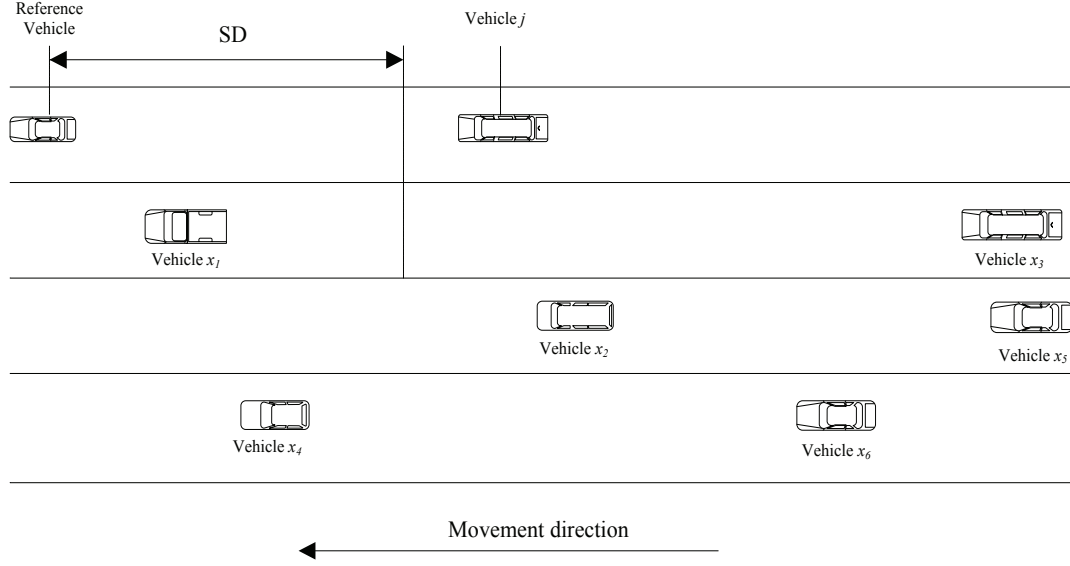 Reference
Vehicle
SD
Vehicle j
Vehicle x1
Vehicle x3
Vehicle x2
Vehicle x5
Vehicle x4
Vehicle x6
Movement direction